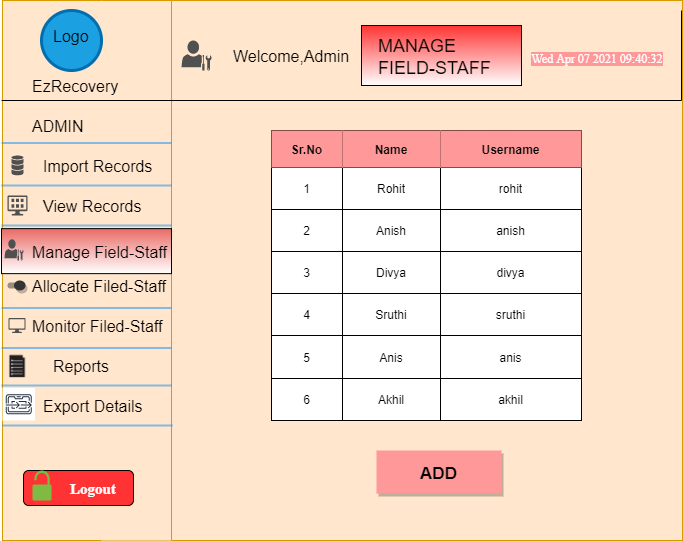 Logo
EzRecovery
Welcome,Admin
MANAGE
FIELD-STAFF
Wed Apr 07 2021 09:40:32
ADMIN
Import Records
View Records
Manage Field-Staff
Allocate Filed-Staff
Monitor Filed-Staff
Reports
Export Details
Logout
Sr.No Name Username
1 Rohit rohit
2 Anish anish
3 Divya divya
4 Sruthi sruthi
5 Anis anis
6 Akhil akhil
ADD